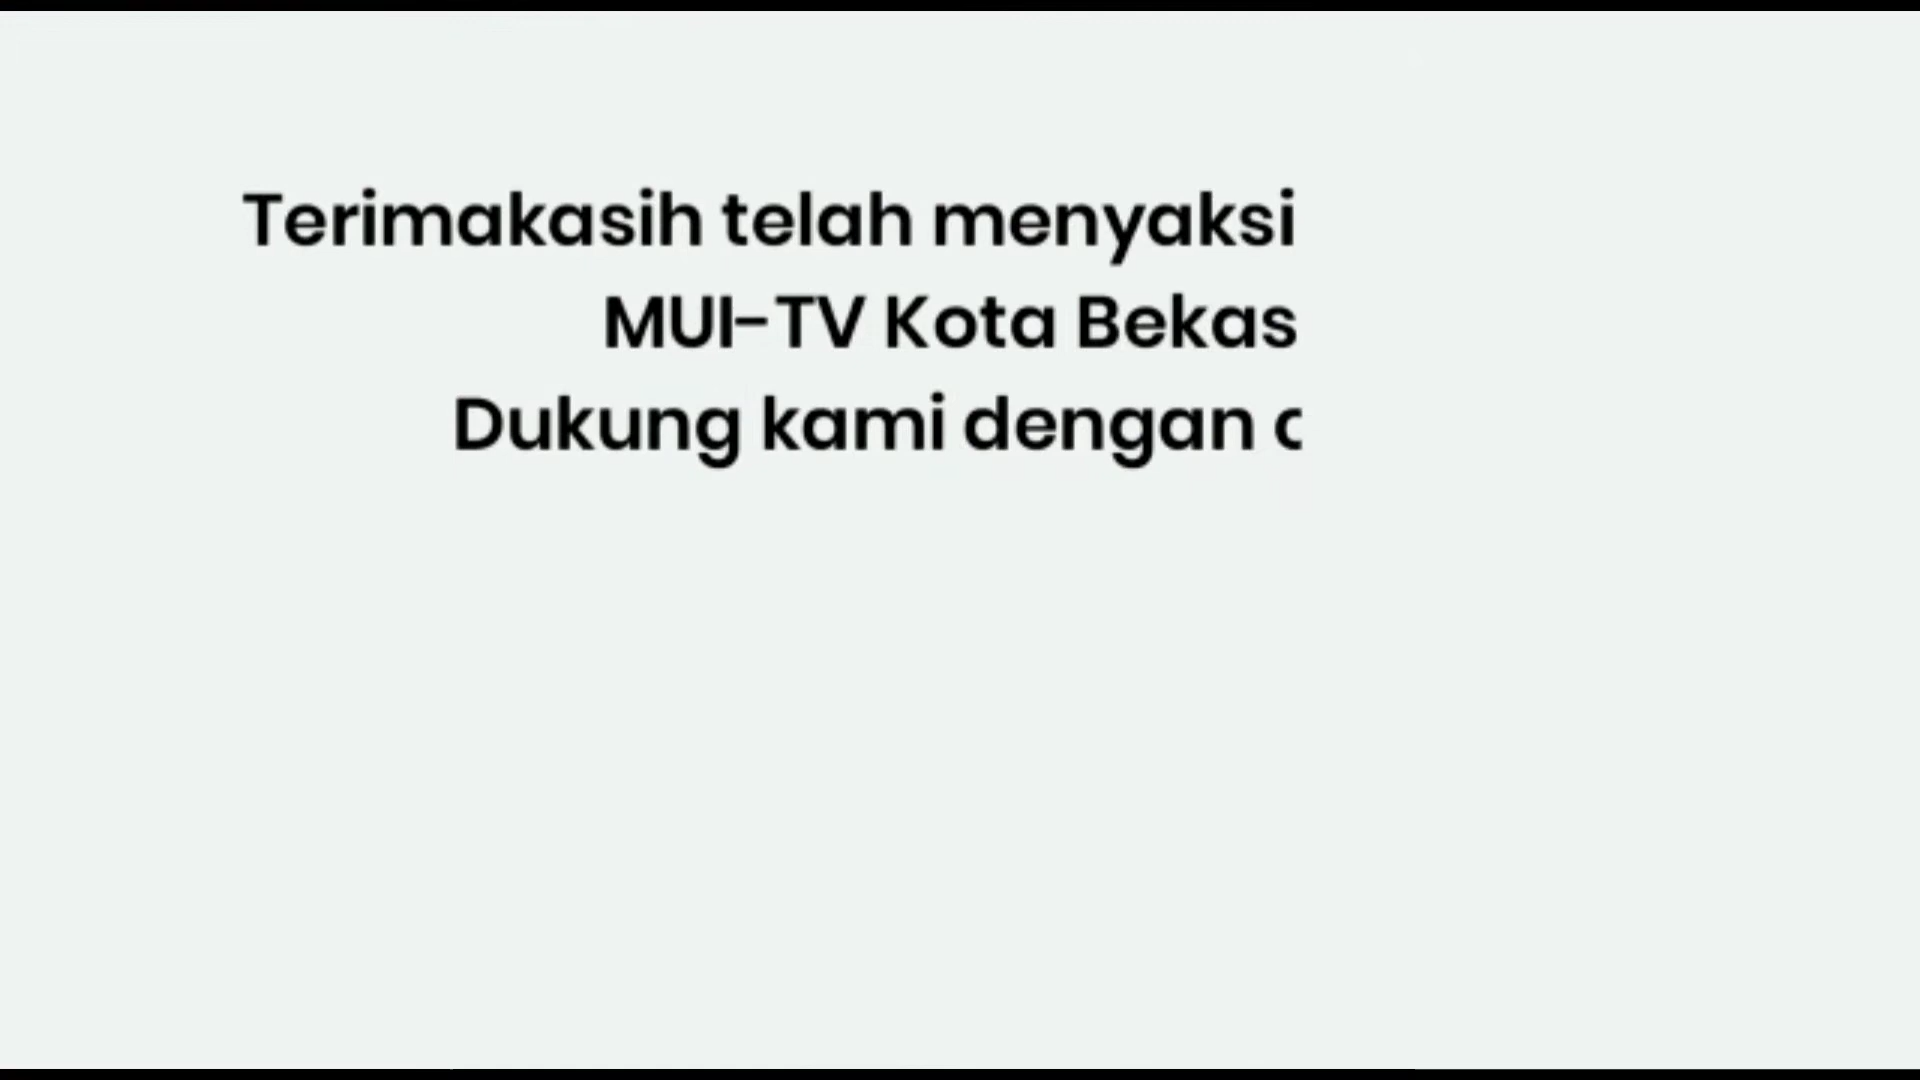 Terimakasih telah menyaksi
MUI-TV Kota Bekas
Dukung kami dengan